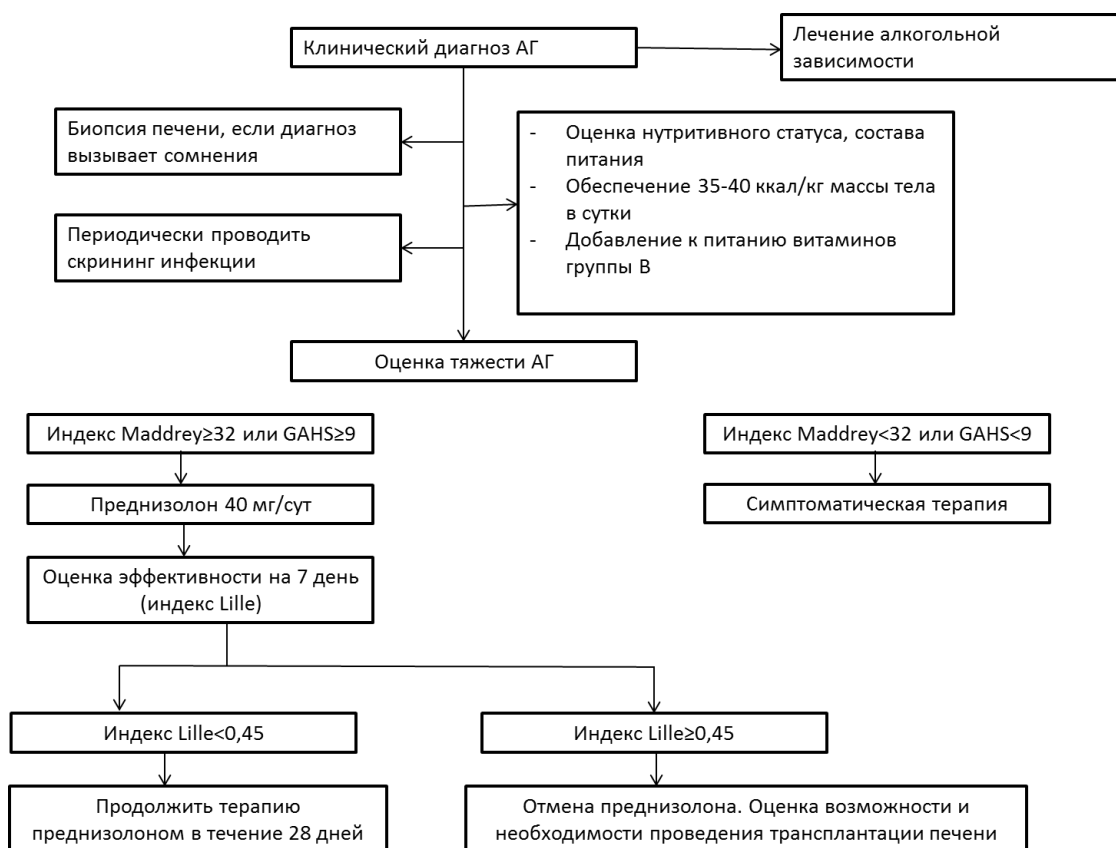 Клинический диагноз АГ
Лечение алкогольной
зависимости
Биопсия печени, если диагноз
вызывает сомнения
- Оценка нутритивного статуса, состава
питания
- Обеспечение 35-40 ккал/кг массы тела
в сутки
- Добавление к питанию витаминов
группы В
Периодически проводить
скрининг инфекции
Оценка тяжести АГ
Индекс Maddrey≥32 или GAHS≥9
Индекс Maddrey<32 или GAHS<9
Преднизолон 40 мг/сут
Симптоматическая терапия
Оценка эффективности на 7 день
(индекс Lille)
Индекс Lille<0,45
Индекс Lille≥0,45
Продолжить терапию
преднизолоном в течение 28 дней
Отмена преднизолона. Оценка возможности и
необходимости проведения трансплантации печени